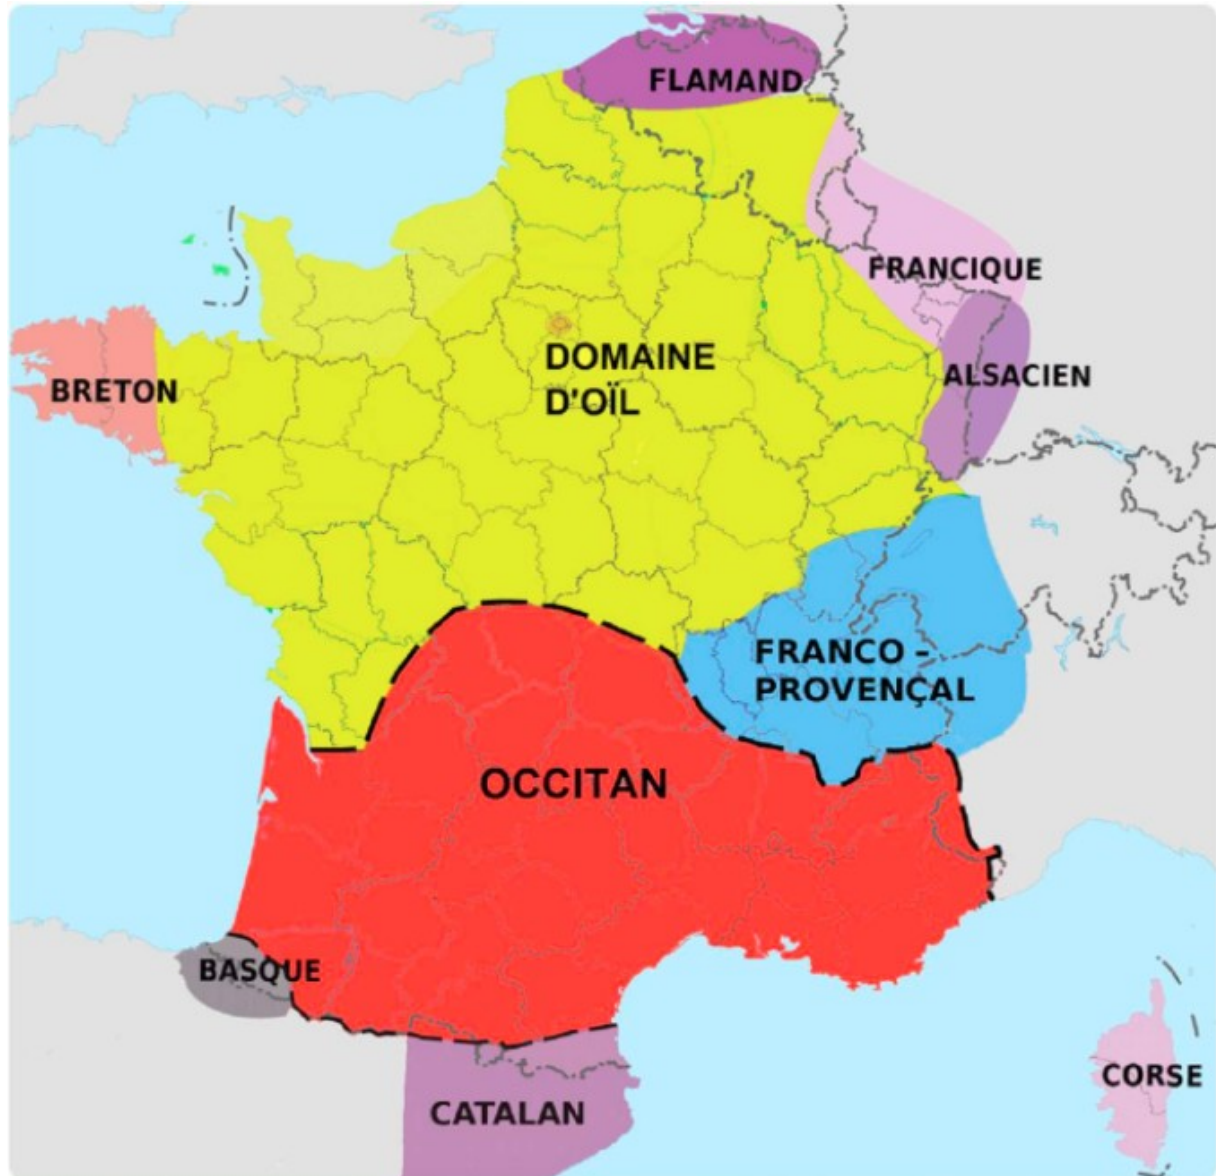 FLAMAND
FRANCIQUE
DOMAINE
D'OÏL
ALSACIEN
BRETON
FRANCO -
PROVENÇAL
OCCITAN
BASQUE
CORSE
CATALAN